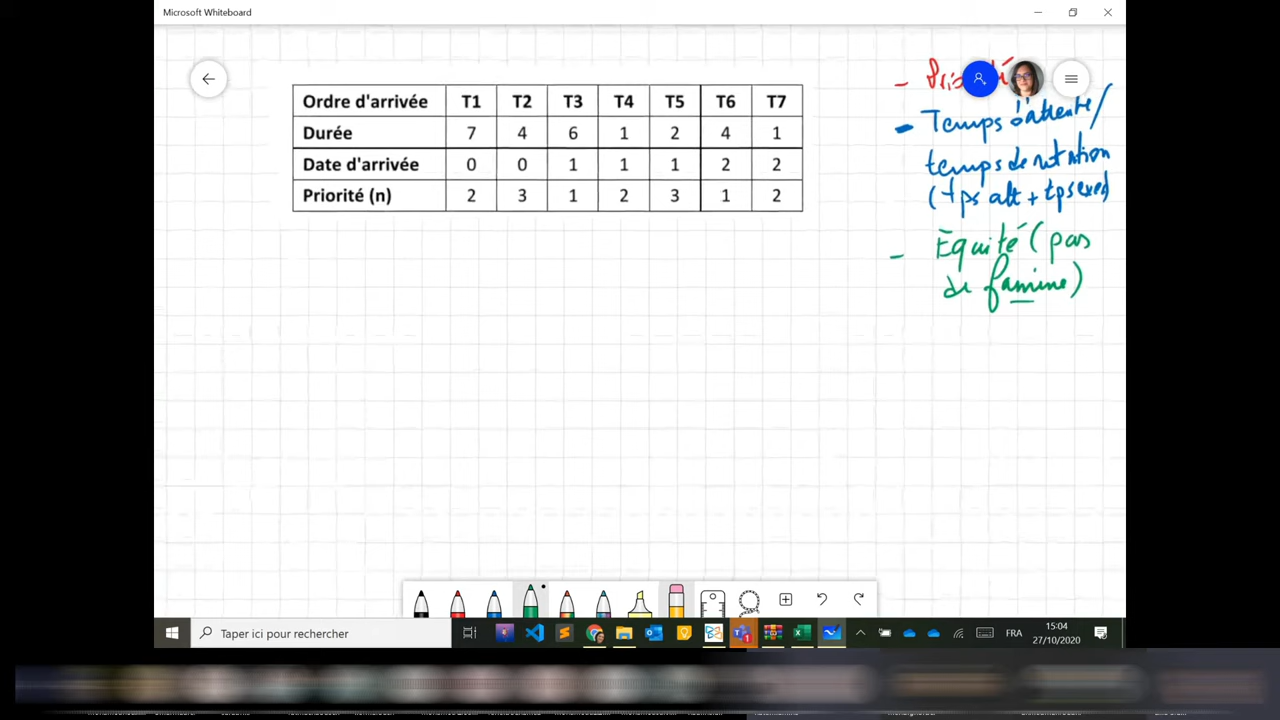 Microsoft Whiteboard
Ordre d'arrivée T1 T2 T3 T4 T5 T6 T7
Durée 7 4 6 1 2 4 1
Date d'arrivée 0 0 1 1 1 2 2
Priorité (n) 2 3 1 2 3 1 2
- Temps d'attente /
temps de rotation
(tps att + tps exe)
- Équité (pas
de famine)
Taper ici pour rechercher
1
FRA
15:04
27/10/2020